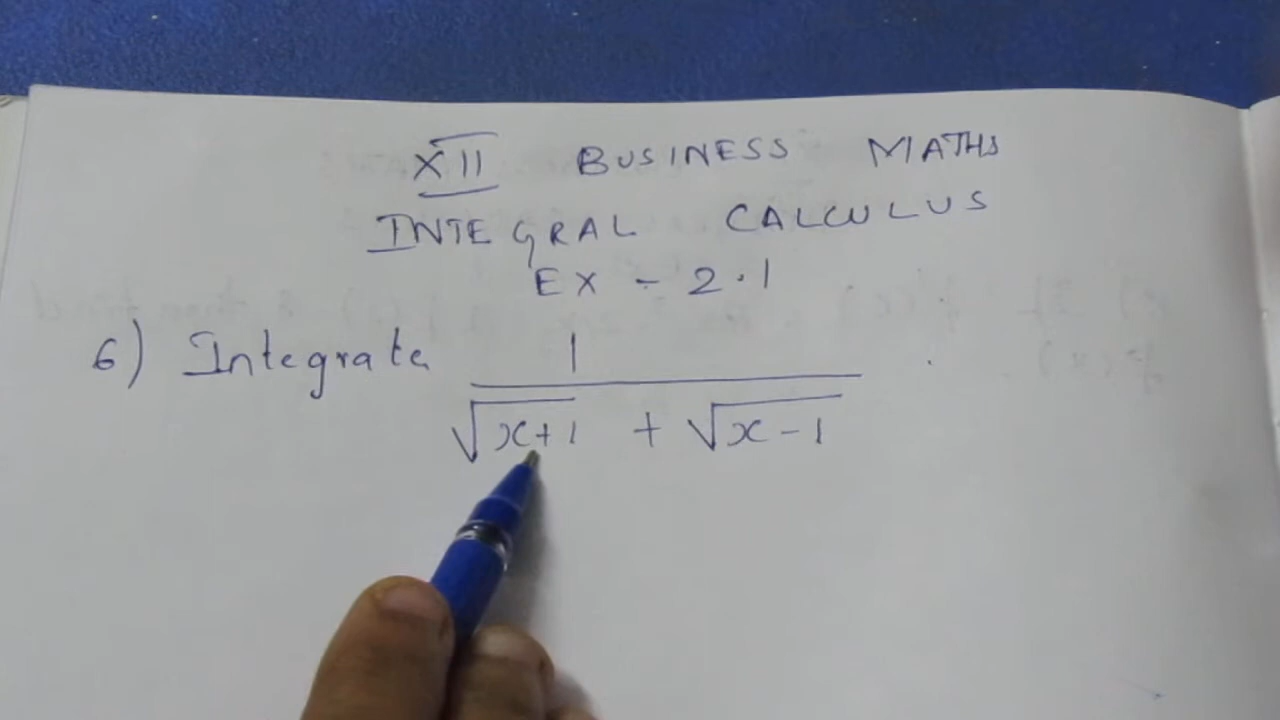 XII BUSINESS MATHS
INTEGRAL CALCULUS
EX - 2.1
6) Integrate 1
√x+1 + √x-1